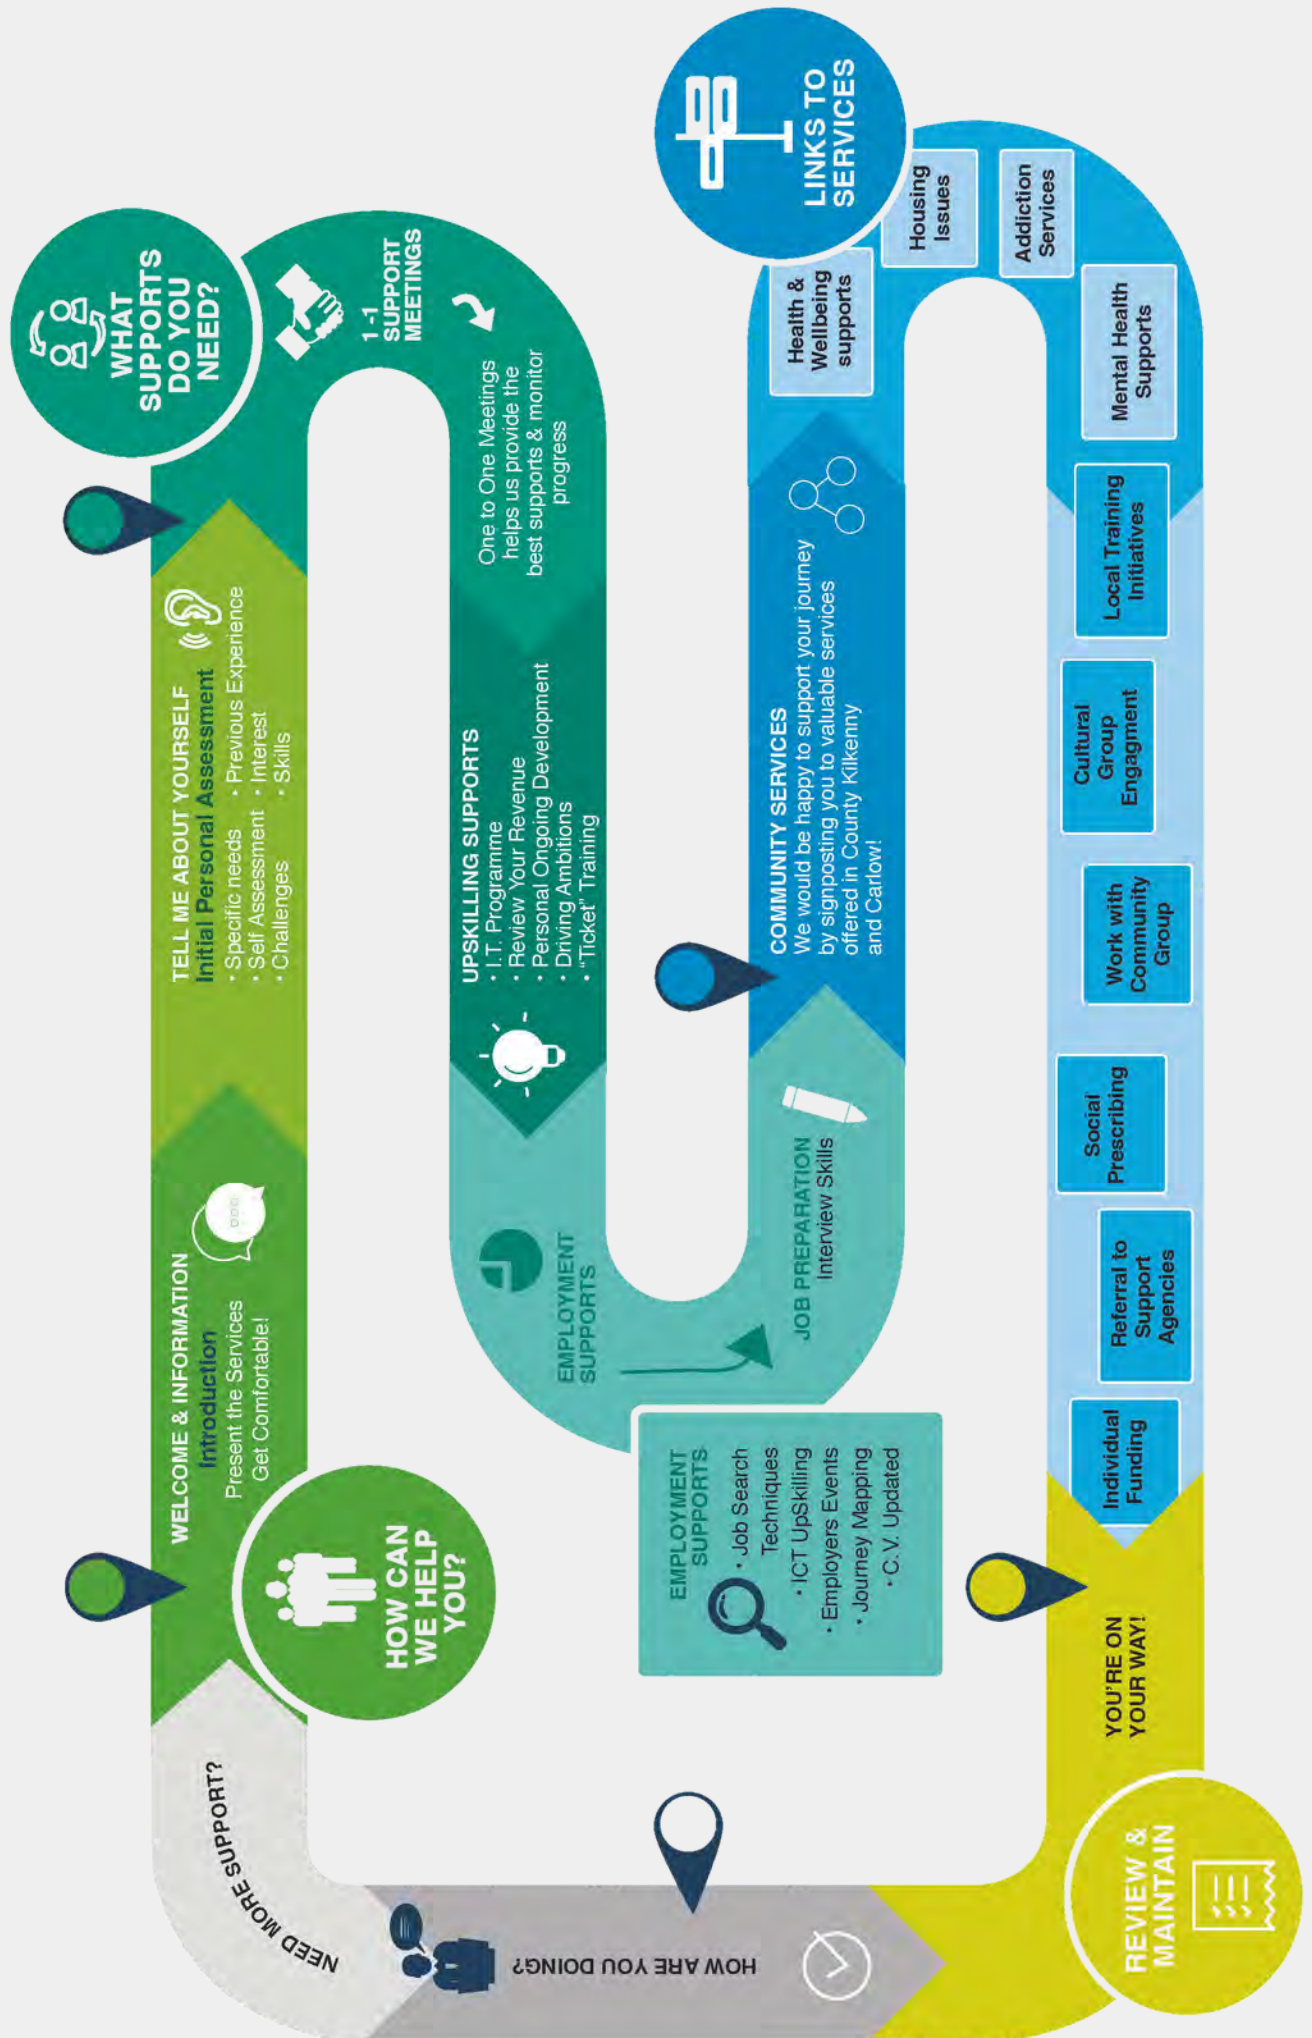 WELCOME & INFORMATION
Introduction
Present the Services
Get Comfortable!
HOW CAN
WE HELP
YOU?
TELL ME ABOUT YOURSELF
Initial Personal Assessment
• Specific needs • Previous Experience
• Self Assessment • Interest
• Challenges • Skills
WHAT
SUPPORTS
DO YOU
NEED?
1-1
SUPPORT
MEETINGS
One to One Meetings
helps us provide the
best supports & monitor
progress
UPSKILLING SUPPORTS
• I.T. Programme
• Review Your Revenue
• Personal Ongoing Development
• Driving Ambitions
• "Ticket" Training
EMPLOYMENT
SUPPORTS
EMPLOYMENT
SUPPORTS
• Job Search
Techniques
• ICT UpSkilling
• Employers Events
• Journey Mapping
• C.V. Updated
JOB PREPARATION
Interview Skills
COMMUNITY SERVICES
We would be happy to support your journey
by signposting you to valuable services
offered in County Kilkenny
and Carlow!
LINKS TO
SERVICES
Health &
Wellbeing
supports
Housing
Issues
Addiction
Services
Mental Health
Supports
Local Training
Initiatives
Cultural
Group
Engagment
Work with
Community
Group
Social
Prescribing
Referral to
Support
Agencies
Individual
Funding
YOU'RE ON
YOUR WAY!
REVIEW &
MAINTAIN
HOW ARE YOU DOING?
NEED MORE SUPPORT?